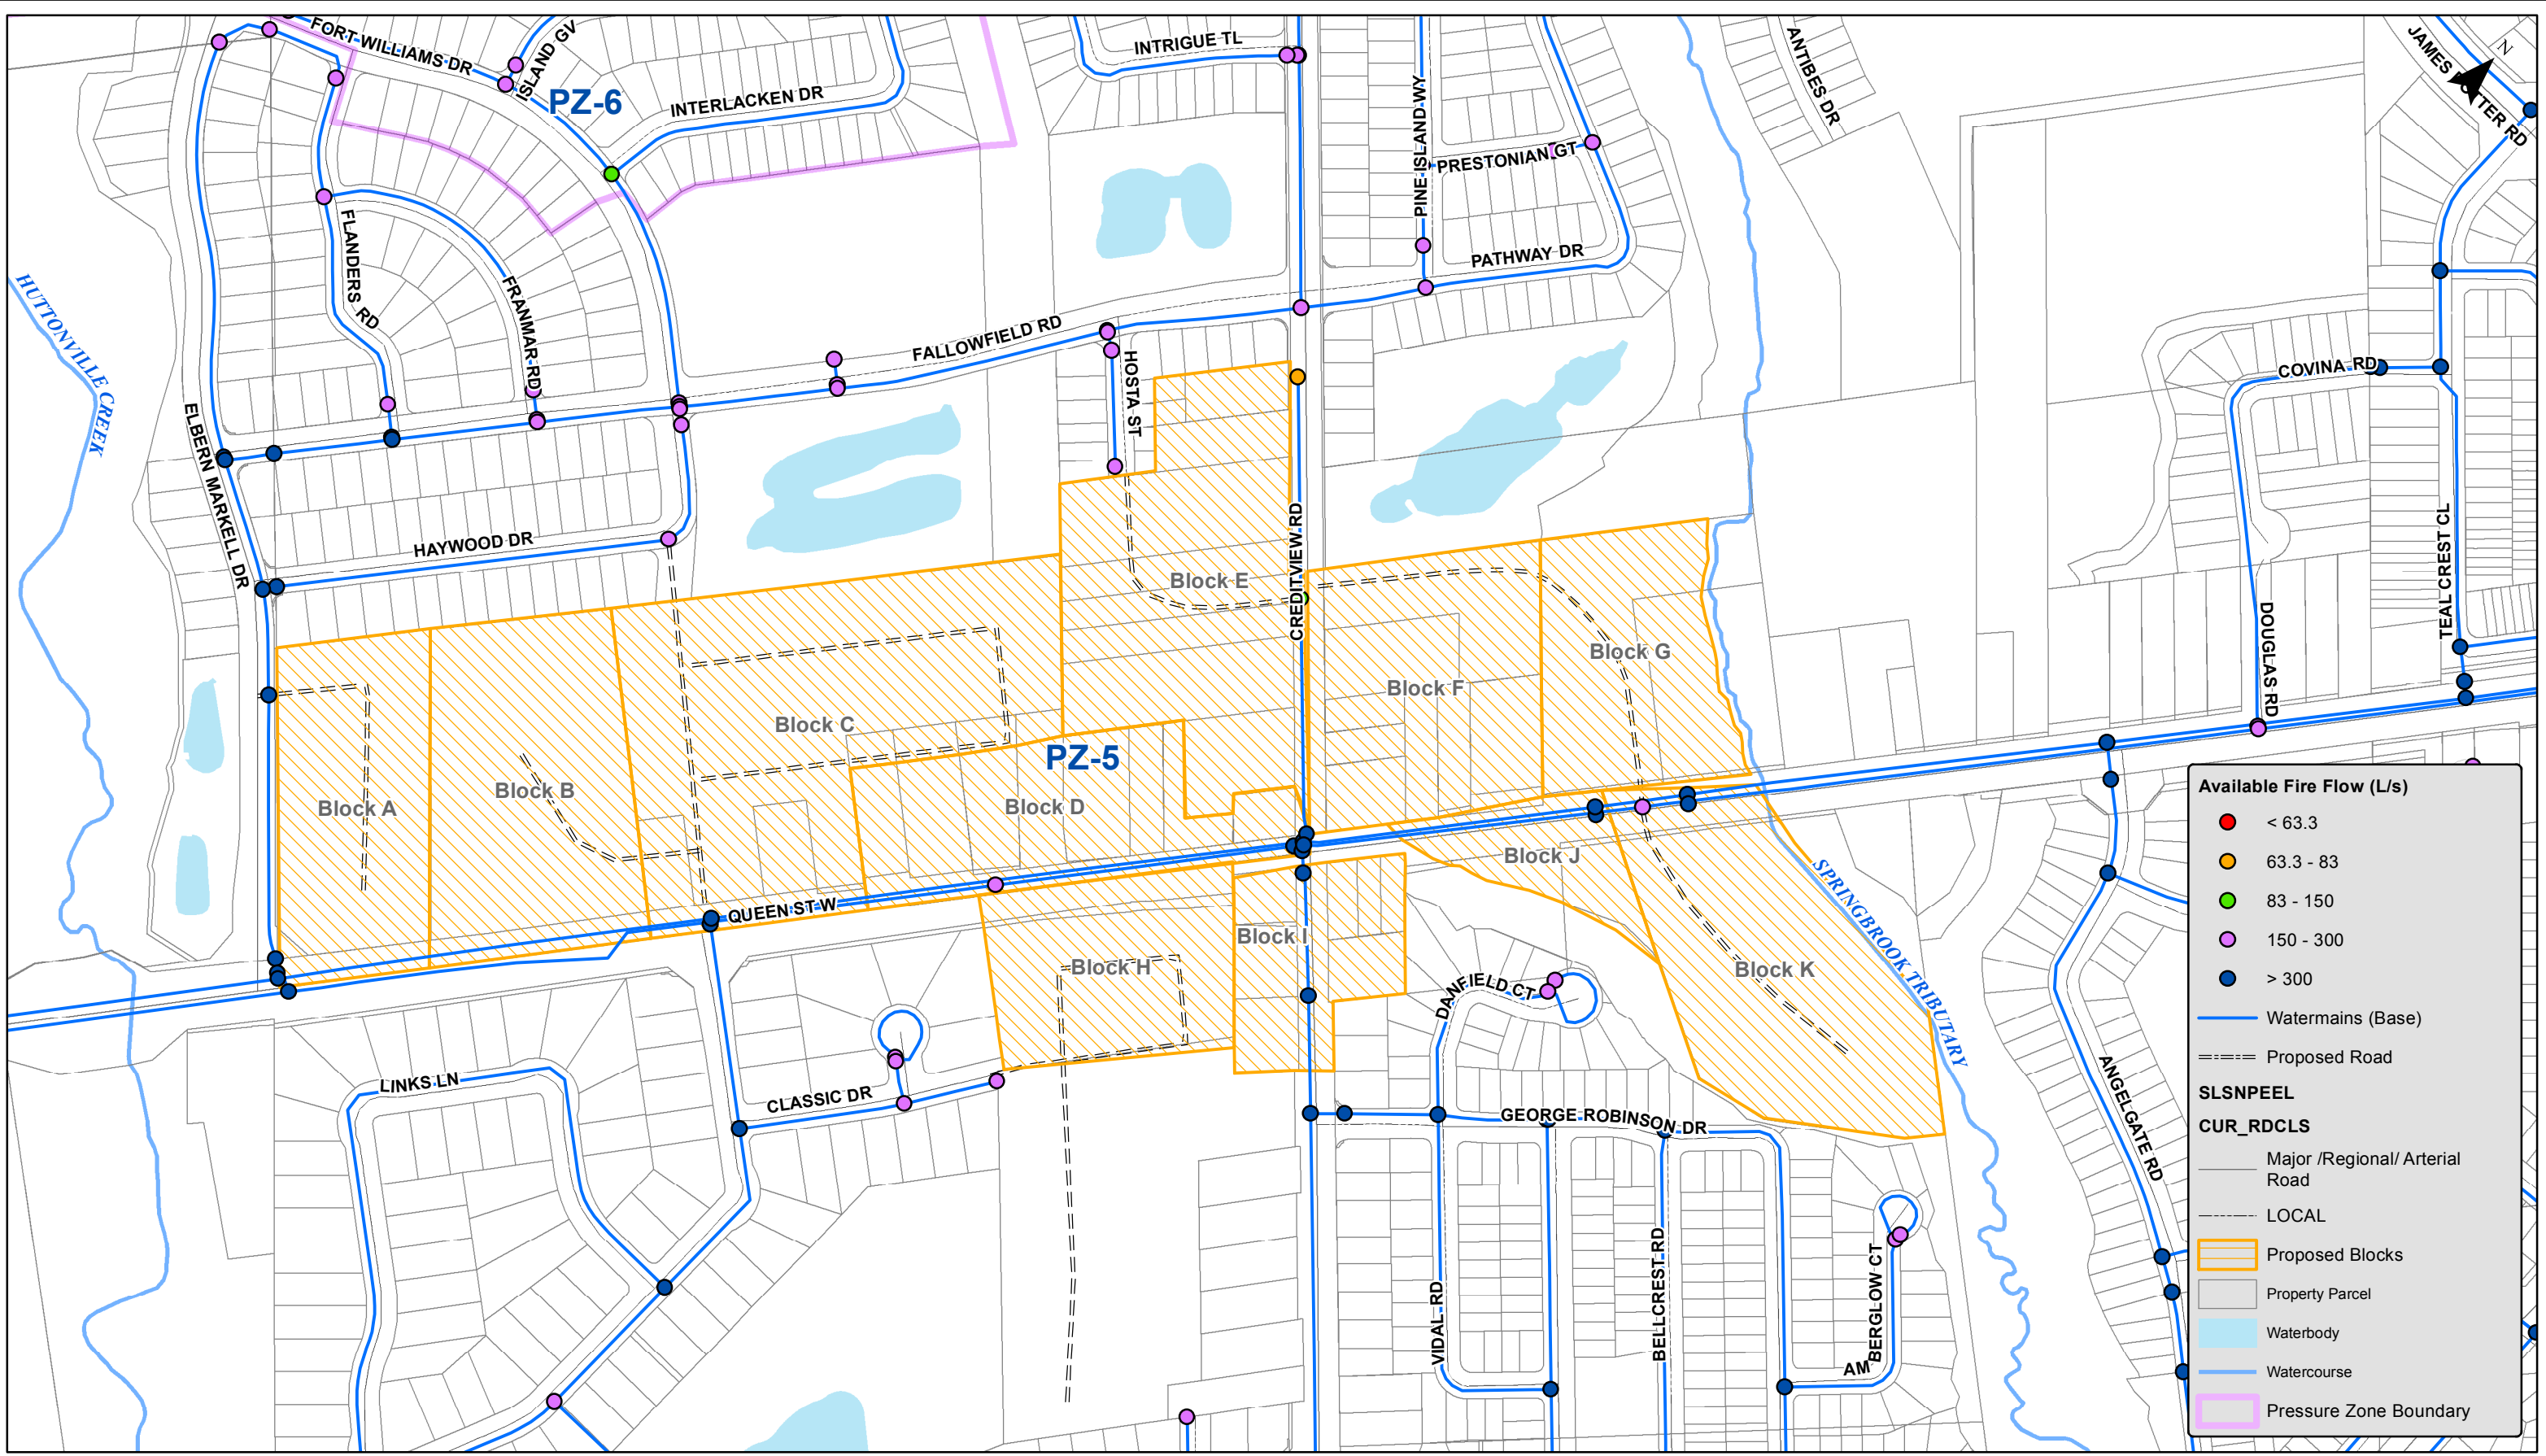 FORT WILLIAMS DR
ISLAND GV
PZ-6
INTERLACKEN DR
INTRIGUE TL
PINE ISLAND WY
PRESTONIAN GT
PATHWAY DR
ANTIBES DR
JAMES POTTER RD
N
HUTTONVILLE CREEK
FLANDERS RD
FRANMAR RD
FALLOWFIELD RD
HOSTA ST
ELBERN MARKELL DR
HAYWOOD DR
CREDITVIEW RD
COVINA RD
TEALCREST CL
DOUGLAS RD
Block E
Block G
Block F
Block C
PZ-5
Block B
Block A
Block D
Block J
QUEEN ST W
Block I
Block H
Block K
SPRINGBROOK TRIBUTARY
DANFIELD CT
LINKS LN
CLASSIC DR
GEORGE ROBINSON DR
ANGELGATE RD
VIDAL RD
BELLCREST RD
AMBERGLOW CT
Available Fire Flow (L/s)
< 63.3
63.3 - 83
83 - 150
150 - 300
> 300
Watermains (Base)
Proposed Road
SLSNPEEL
CUR_RDCLS
Major /Regional/ Arterial
Road
LOCAL
Proposed Blocks
Property Parcel
Waterbody
Watercourse
Pressure Zone Boundary